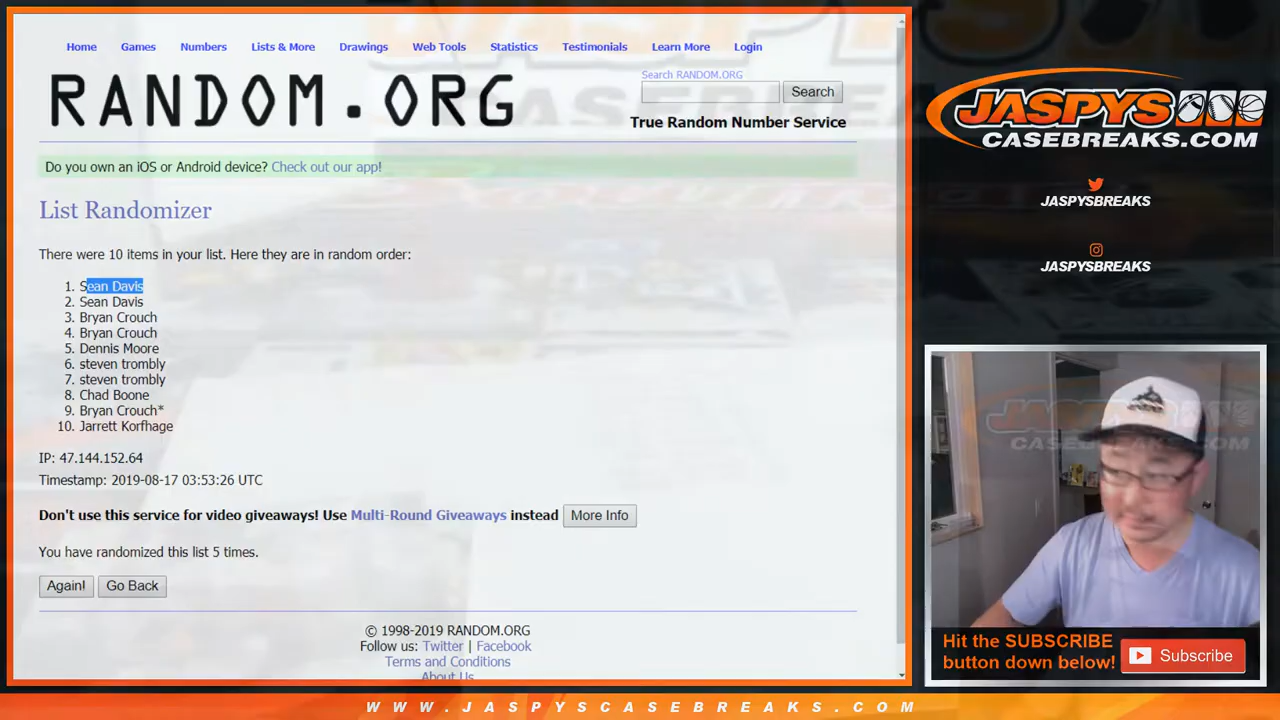 Home Games Numbers Lists & More Drawings Web Tools Statistics Testimonials Learn More Login
RANDOM.ORG
Search RANDOM.ORG
Search
True Random Number Service
Do you own an iOS or Android device? Check out our app!
List Randomizer
There were 10 items in your list. Here they are in random order:
1. Sean Davis
2. Sean Davis
3. Bryan Crouch
4. Bryan Crouch
5. Dennis Moore
6. steven trombly
7. steven trombly
8. Chad Boone
9. Bryan Crouch*
10. Jarrett Korfhage
IP: 47.144.152.64
Timestamp: 2019-08-17 03:53:26 UTC
Don't use this service for video giveaways! Use Multi-Round Giveaways instead More Info
You have randomized this list 5 times.
Again! Go Back
© 1998-2019 RANDOM.ORG
Follow us: Twitter | Facebook
Terms and Conditions
About Us
JASPYS
CASEBREAKS.COM
JASPYSBREAKS
JASPYSBREAKS
Hit the SUBSCRIBE
button down below!
Subscribe
WWW.JASPYSCASEBREAKS.COM